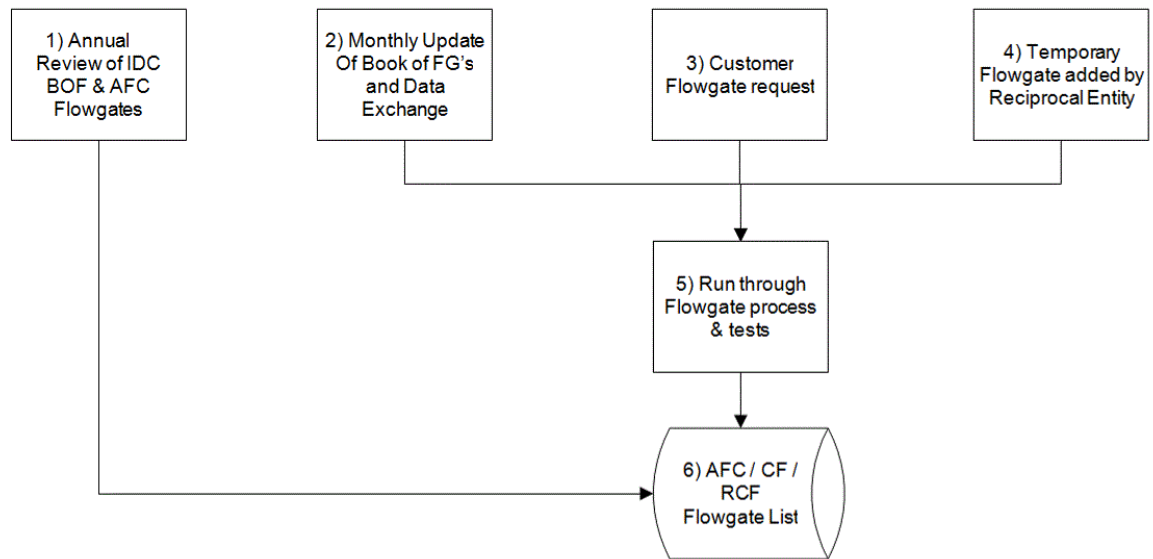 1) Annual
Review of IDC
BOF & AFC
Flowgates
2) Monthly Update
Of Book of FG's
and Data
Exchange
3) Customer
Flowgate request
4) Temporary
Flowgate added by
Reciprocal Entity
5) Run through
Flowgate process
& tests
6) AFC / CF /
RCF
Flowgate List